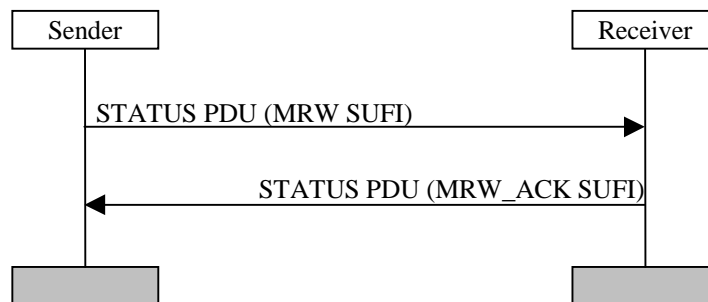 Sender
Receiver
STATUS PDU (MRW SUFI)
STATUS PDU (MRW_ACK SUFI)